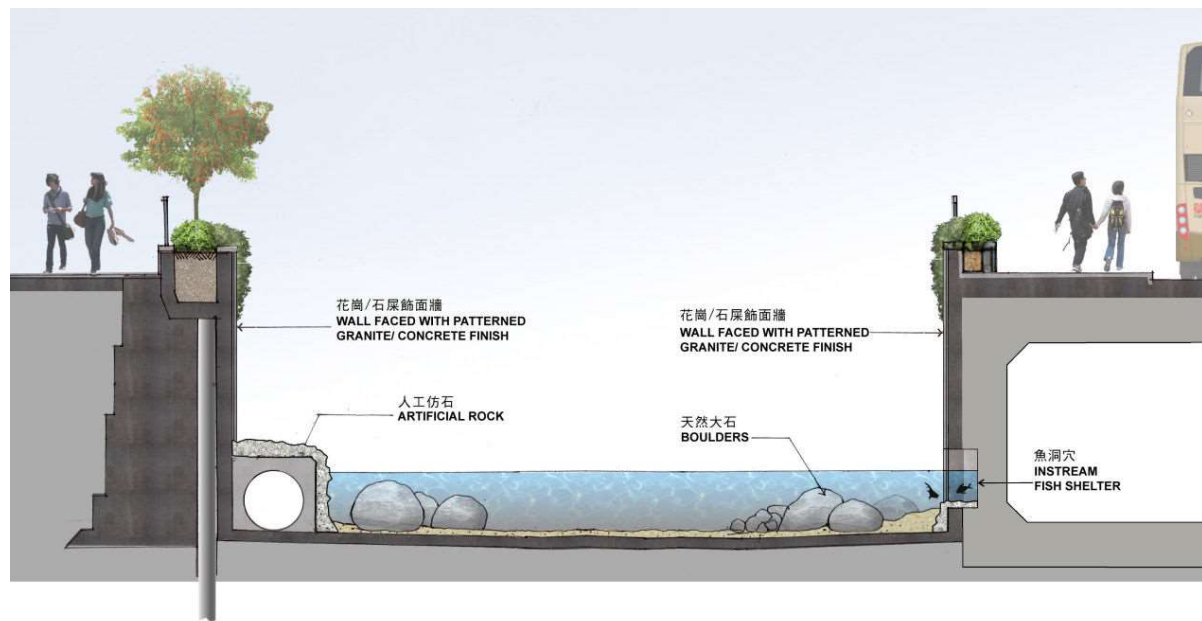 花崗/石屎飾面牆
WALL FACED WITH PATTERNED
GRANITE/ CONCRETE FINISH
花崗/石屎飾面牆
WALL FACED WITH PATTERNED
GRANITE/ CONCRETE FINISH
人工仿石
ARTIFICIAL ROCK
天然大石
BOULDERS
魚洞穴
INSTREAM
FISH SHELTER